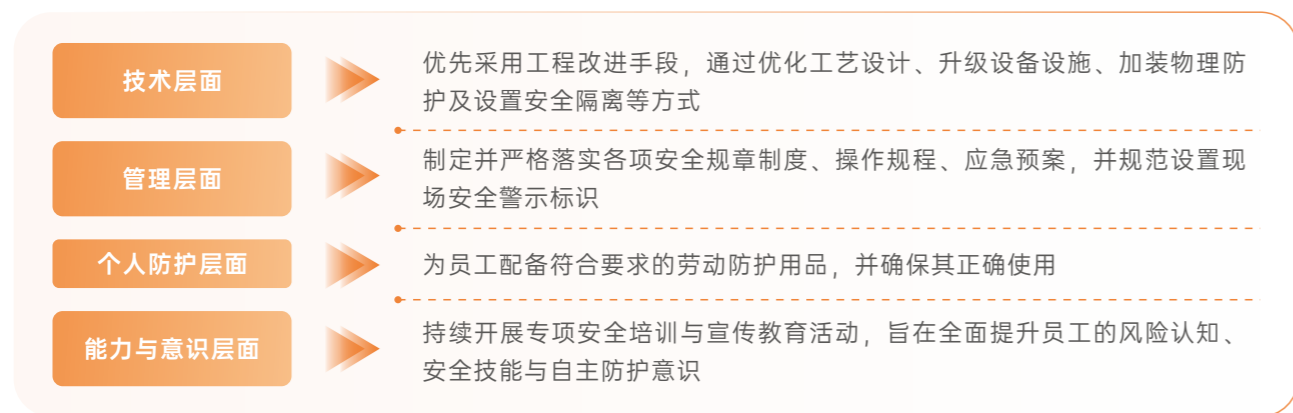 技术层面
优先采用工程改进手段，通过优化工艺设计、升级设备设施、加装物理防
护及设置安全隔离等方式
管理层面
制定并严格落实各项安全规章制度、操作规程、应急预案，并规范设置现
场安全警示标识
个人防护层面
为员工配备符合要求的劳动防护用品，并确保其正确使用
能力与意识层面
持续开展专项安全培训与宣传教育活动，旨在全面提升员工的风险认知、
安全技能与自主防护意识